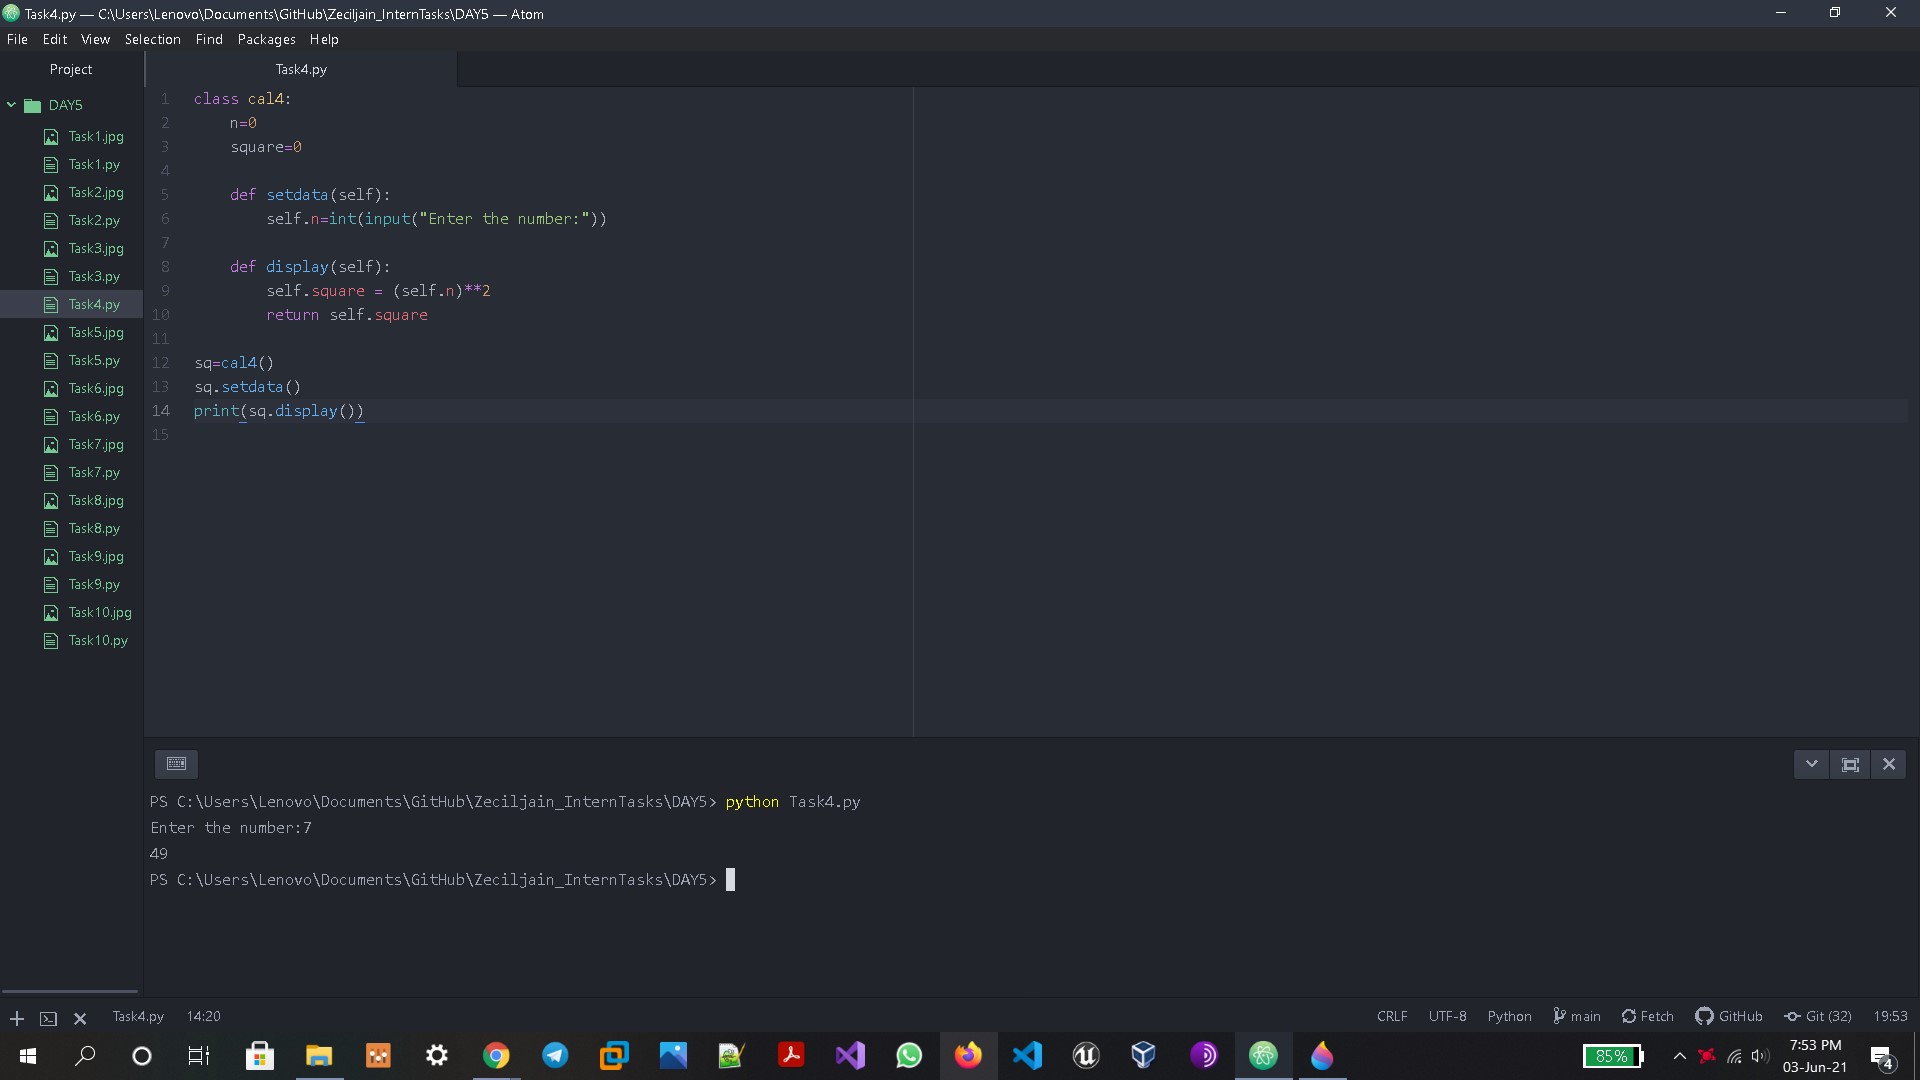 Task4.py — C:\Users\Lenovo\Documents\GitHub\Zeciljain_InternTasks\DAY5 — Atom
File Edit View Selection Find Packages Help
Project
Task4.py
DAY5
Task1.jpg
Task1.py
Task2.jpg
Task2.py
Task3.jpg
Task3.py
Task4.py
Task5.jpg
Task5.py
Task6.jpg
Task6.py
Task7.jpg
Task7.py
Task8.jpg
Task8.py
Task9.jpg
Task9.py
Task10.jpg
Task10.py
1 class cal4:
2     n=0
3     square=0
4
5     def setdata(self):
6         self.n=int(input("Enter the number:"))
7
8     def display(self):
9         self.square = (self.n)**2
10         return self.square
11
12 sq=cal4()
13 sq.setdata()
14 print(sq.display())
15
PS C:\Users\Lenovo\Documents\GitHub\Zeciljain_InternTasks\DAY5> python Task4.py
Enter the number:7
49
PS C:\Users\Lenovo\Documents\GitHub\Zeciljain_InternTasks\DAY5>
Task4.py 14:20 CRLF UTF-8 Python main Fetch GitHub Git (32) 19:53
85% 7:53 PM
03-Jun-21 4